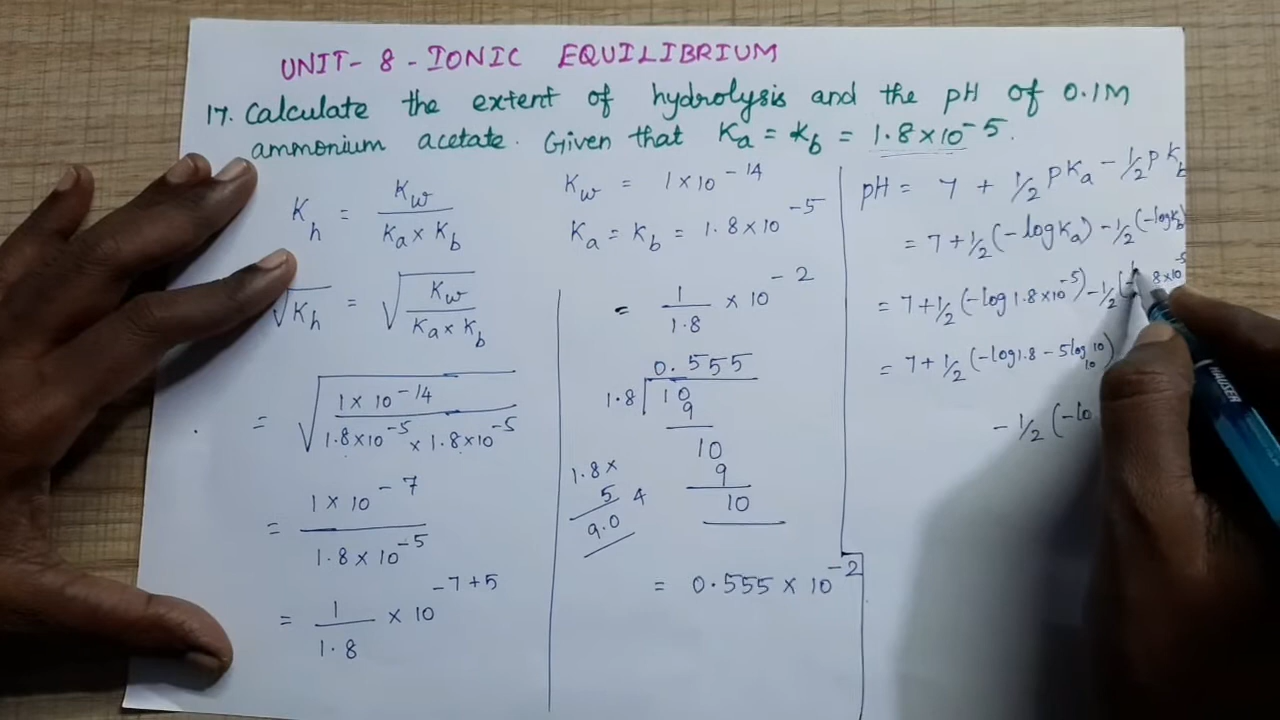 UNIT-8-IONIC EQUILIBRIUM
17. Calculate the extent of hydrolysis and the pH of 0.1M
ammonium acetate. Given that Ka = Kb = 1.8×10^-5.
Kh = Kw / Ka × Kb
√Kh = √(Kw / Ka × Kb)
= √(1×10^-14 / 1.8×10^-5 × 1.8×10^-5)
= 1×10^-7 / 1.8×10^-5
= 1/1.8 × 10^-7+5
Kw = 1×10^-14
Ka = Kb = 1.8×10^-5
= 1/1.8 × 10^-2
0.555
1.8 10
9
10
9
10
1.8×
5 4
9.0
= 0.555 × 10^-2
pH = 7 + 1/2 pKa - 1/2 pKb
= 7 + 1/2 (-log Ka) - 1/2 (-log Kb)
= 7 + 1/2 (-log 1.8×10^-5) - 1/2 (- 8×10^-5
= 7 + 1/2 (-log 1.8 - 5 log10 10)
- 1/2 (-lo
HAUSER